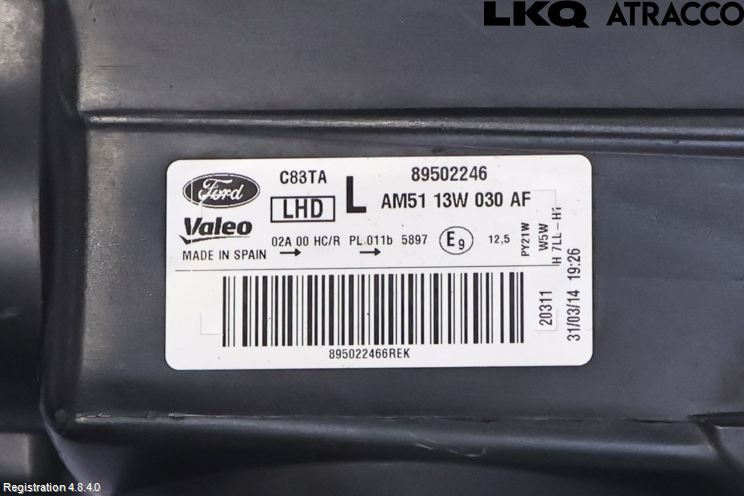 LKQ ATRACCO
Ford
C83TA
89502246
LHD
L
AM51 13W 030 AF
Valeo
MADE IN SPAIN
02A 00 HC/R PL 011b 5897
E9
12,5
PY21W
W5W
H 7LL-H1
20311
31/03/14 19:26
895022466REK
Registration 4.8.4.0